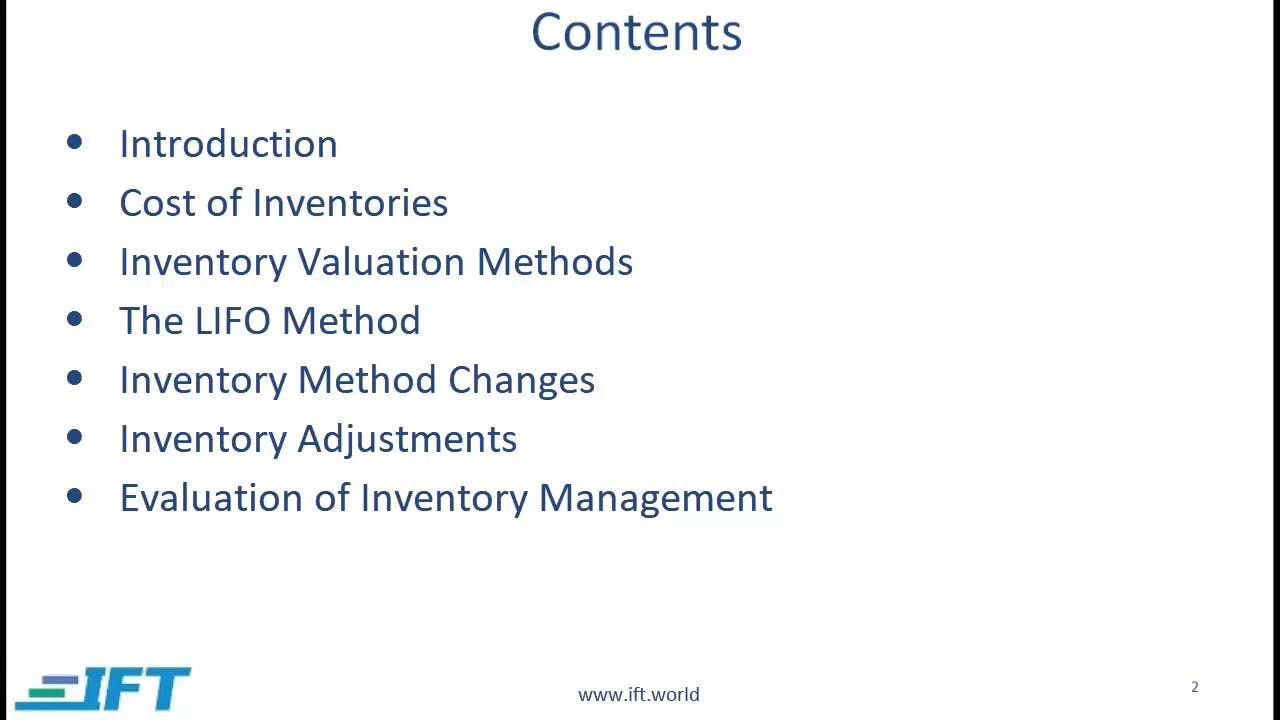 Contents
• Introduction
• Cost of Inventories
• Inventory Valuation Methods
• The LIFO Method
• Inventory Method Changes
• Inventory Adjustments
• Evaluation of Inventory Management
IFT
www.ift.world
2